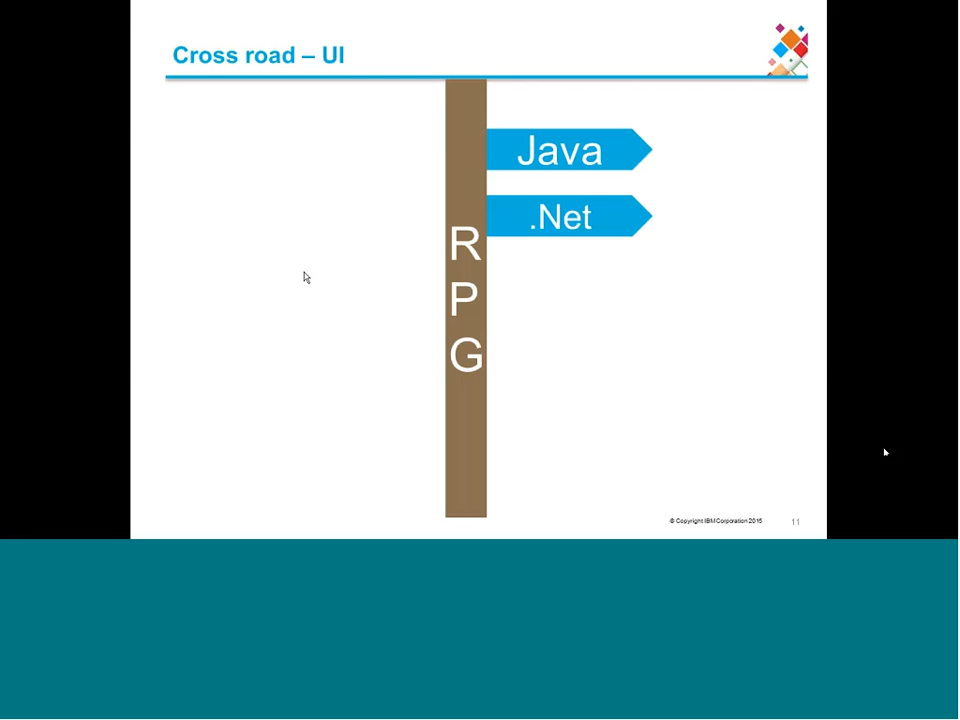 Cross road – UI
Java
.Net
R
P
G
© Copyright IBM Corporation 2015
11